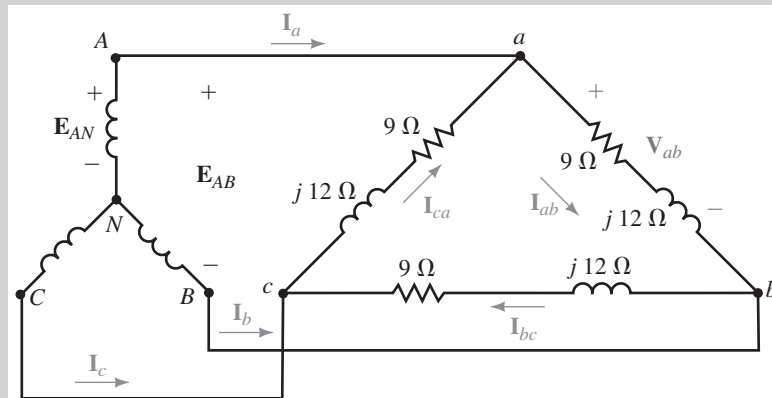 I_a
A
a
+
+
+
9 Ω
E_AN
9 Ω
V_ab
−
E_AB
j 12 Ω
I_ca
I_ab
j 12 Ω
−
N
−
9 Ω
j 12 Ω
C
B
c
b
I_b
I_bc
I_c